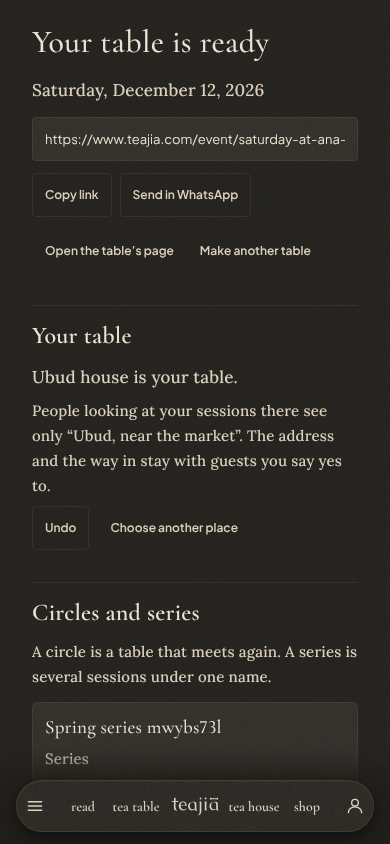 Your table is ready
Saturday, December 12, 2026
https://www.teajia.com/event/saturday-at-ana-
Copy link
Send in WhatsApp
Open the table's page
Make another table
Your table
Ubud house is your table.
People looking at your sessions there see
only “Ubud, near the market”. The address
and the way in stay with guests you say yes
to.
Undo
Choose another place
Circles and series
A circle is a table that meets again. A series is
several sessions under one name.
Spring series mwybs73l
Series
read
tea table
teajia
tea house
shop